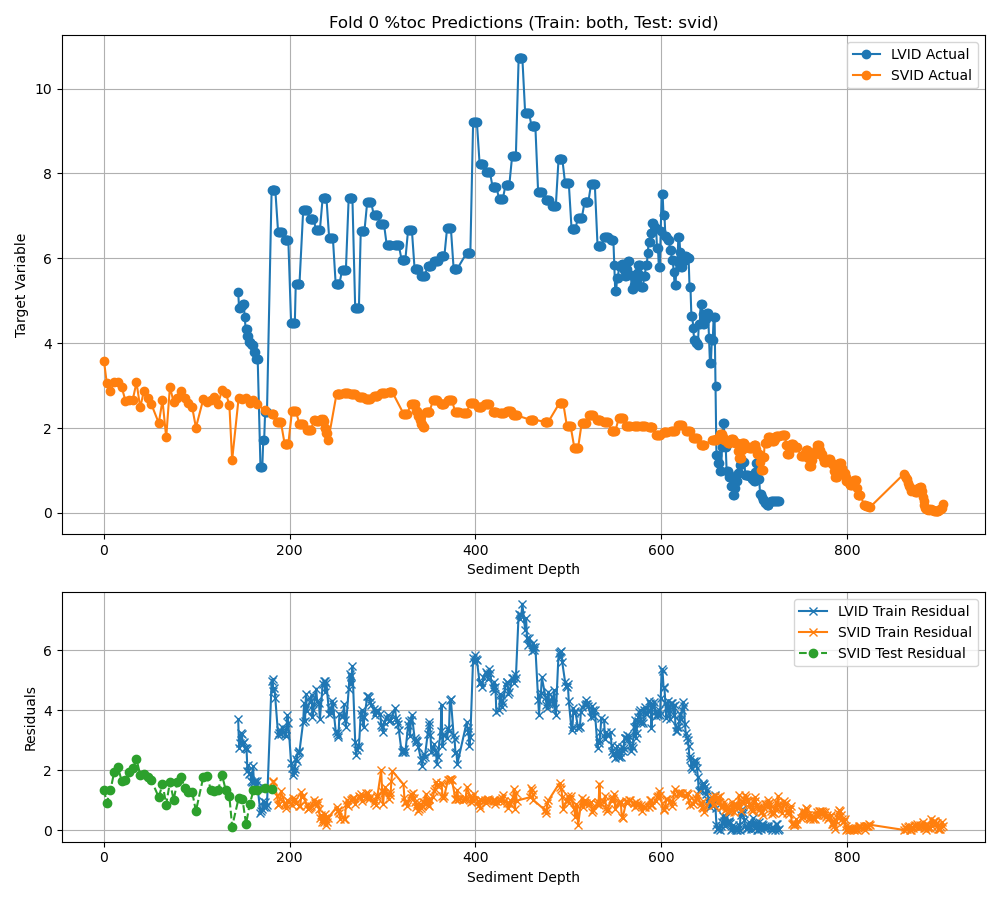 Fold 0 %toc Predictions (Train: both, Test: svid)
LVID Actual
SVID Actual
Target Variable
10
8
6
4
2
0
0 200 400 600 800
Sediment Depth
LVID Train Residual
SVID Train Residual
SVID Test Residual
Residuals
6
4
2
0
0 200 400 600 800
Sediment Depth